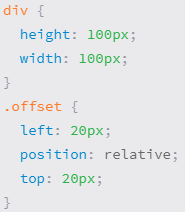 div {
  height: 100px;
  width: 100px;
}
.offset {
  left: 20px;
  position: relative;
  top: 20px;
}